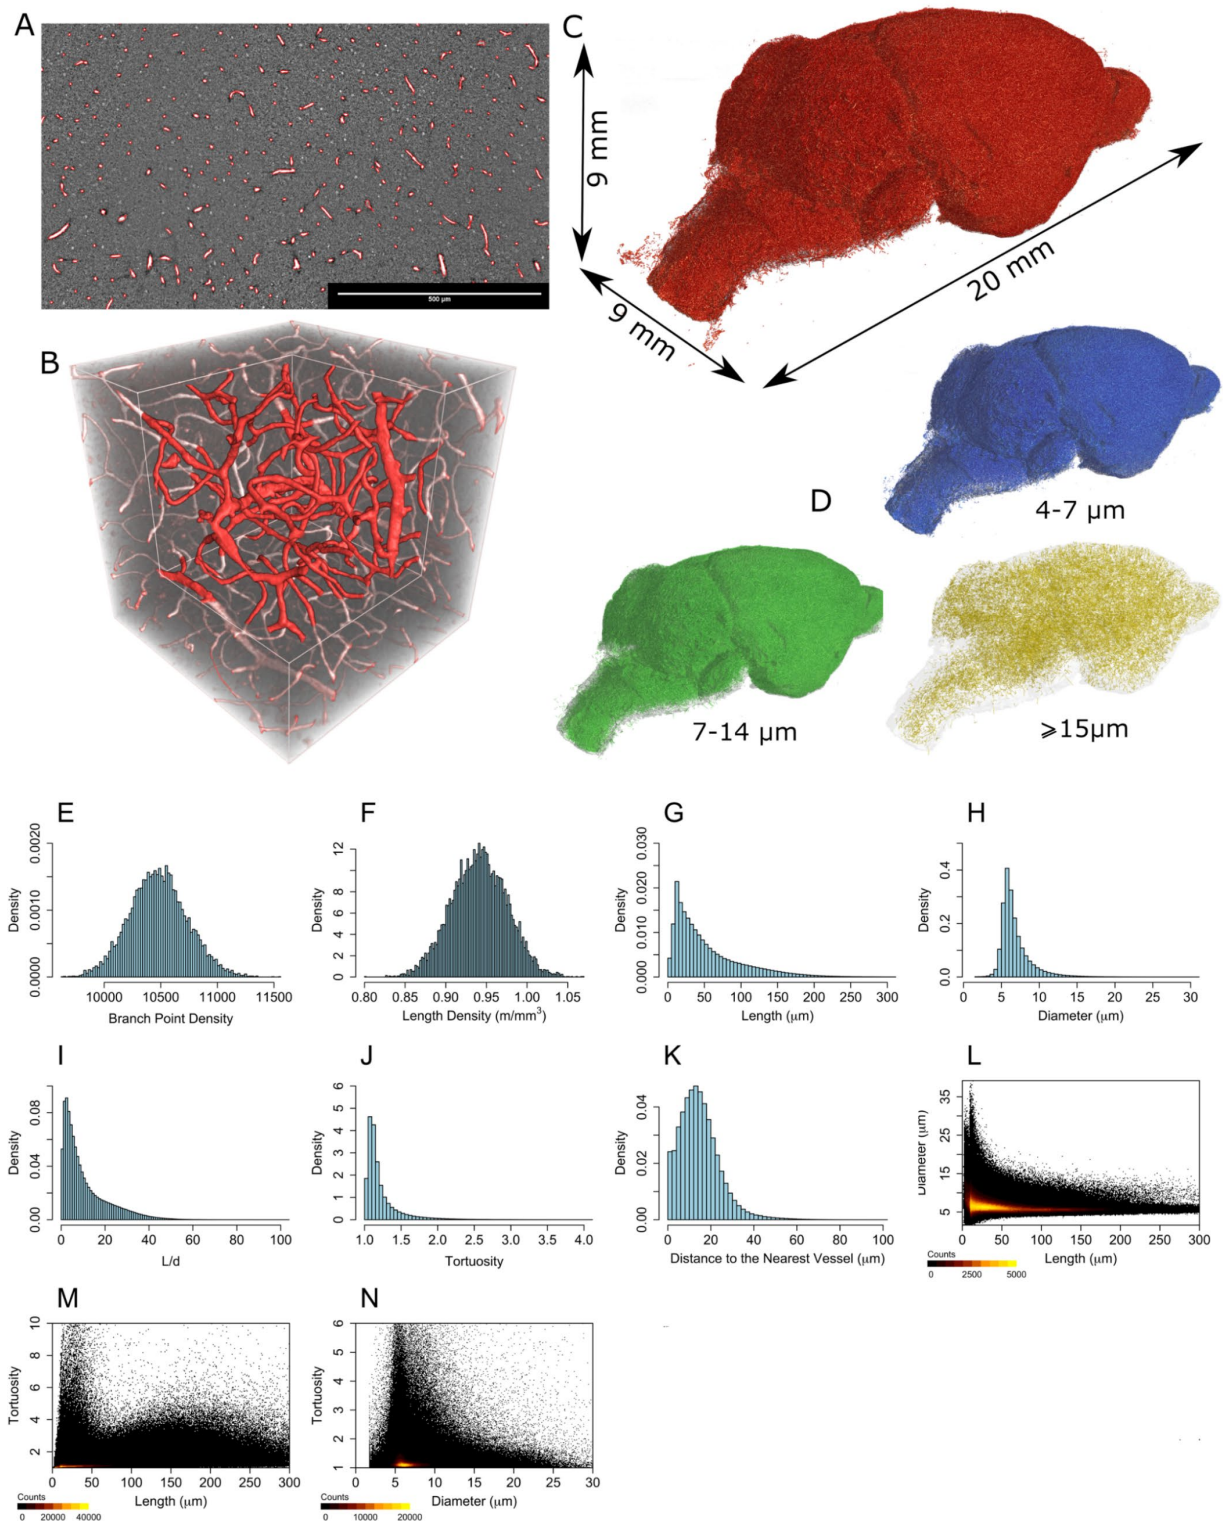 A
500 µm
B
C
9 mm
9 mm
20 mm
D
4-7 µm
7-14 µm
⩾15µm
E
Density
0.0000 0.0010 0.0020
10000 10500 11000 11500
Branch Point Density
F
Density
0 2 4 6 8 10 12
0.80 0.85 0.90 0.95 1.00 1.05
Length Density (m/mm³)
G
Density
0.000 0.010 0.020 0.030
0 50 100 150 200 250 300
Length (µm)
H
Density
0.0 0.2 0.4
0 5 10 15 20 25 30
Diameter (µm)
I
Density
0.00 0.04 0.08
0 20 40 60 80 100
L/d
J
Density
0 1 2 3 4 5 6
1.0 1.5 2.0 2.5 3.0 3.5 4.0
Tortuosity
K
Density
0.00 0.02 0.04
0 20 40 60 80 100
Distance to the Nearest Vessel (µm)
L
Diameter (µm)
5 15 25 35
0 50 100 150 200 250 300
Length (µm)
Counts
0 2500 5000
M
Tortuosity
2 4 6 8 10
0 50 100 150 200 250 300
Length (µm)
Counts
0 20000 40000
N
Tortuosity
1 2 3 4 5 6
0 5 10 15 20 25 30
Diameter (µm)
Counts
0 10000 20000